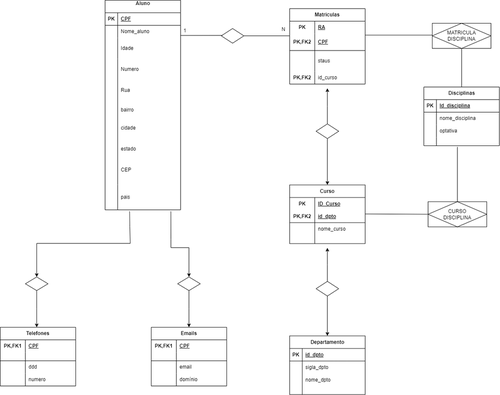 Aluno
PK CPF
Nome_aluno
Idade
Numero
Rua
bairro
cidade
estado
CEP
pais
1
N
Matriculas
PK RA
PK,FK2 CPF
staus
PK,FK2 id_curso
MATRICULA
DISCIPLINA
Disciplinas
PK Id_disciplina
nome_disciplina
optativa
Curso
PK ID_Curso
PK,FK2 id_dpto
nome_curso
CURSO
DISCIPLINA
Telefones
PK,FK1 CPF
ddd
numero
Emails
PK,FK1 CPF
email
dominio
Departamento
PK id_dpto
sigla_dpto
nome_dpto